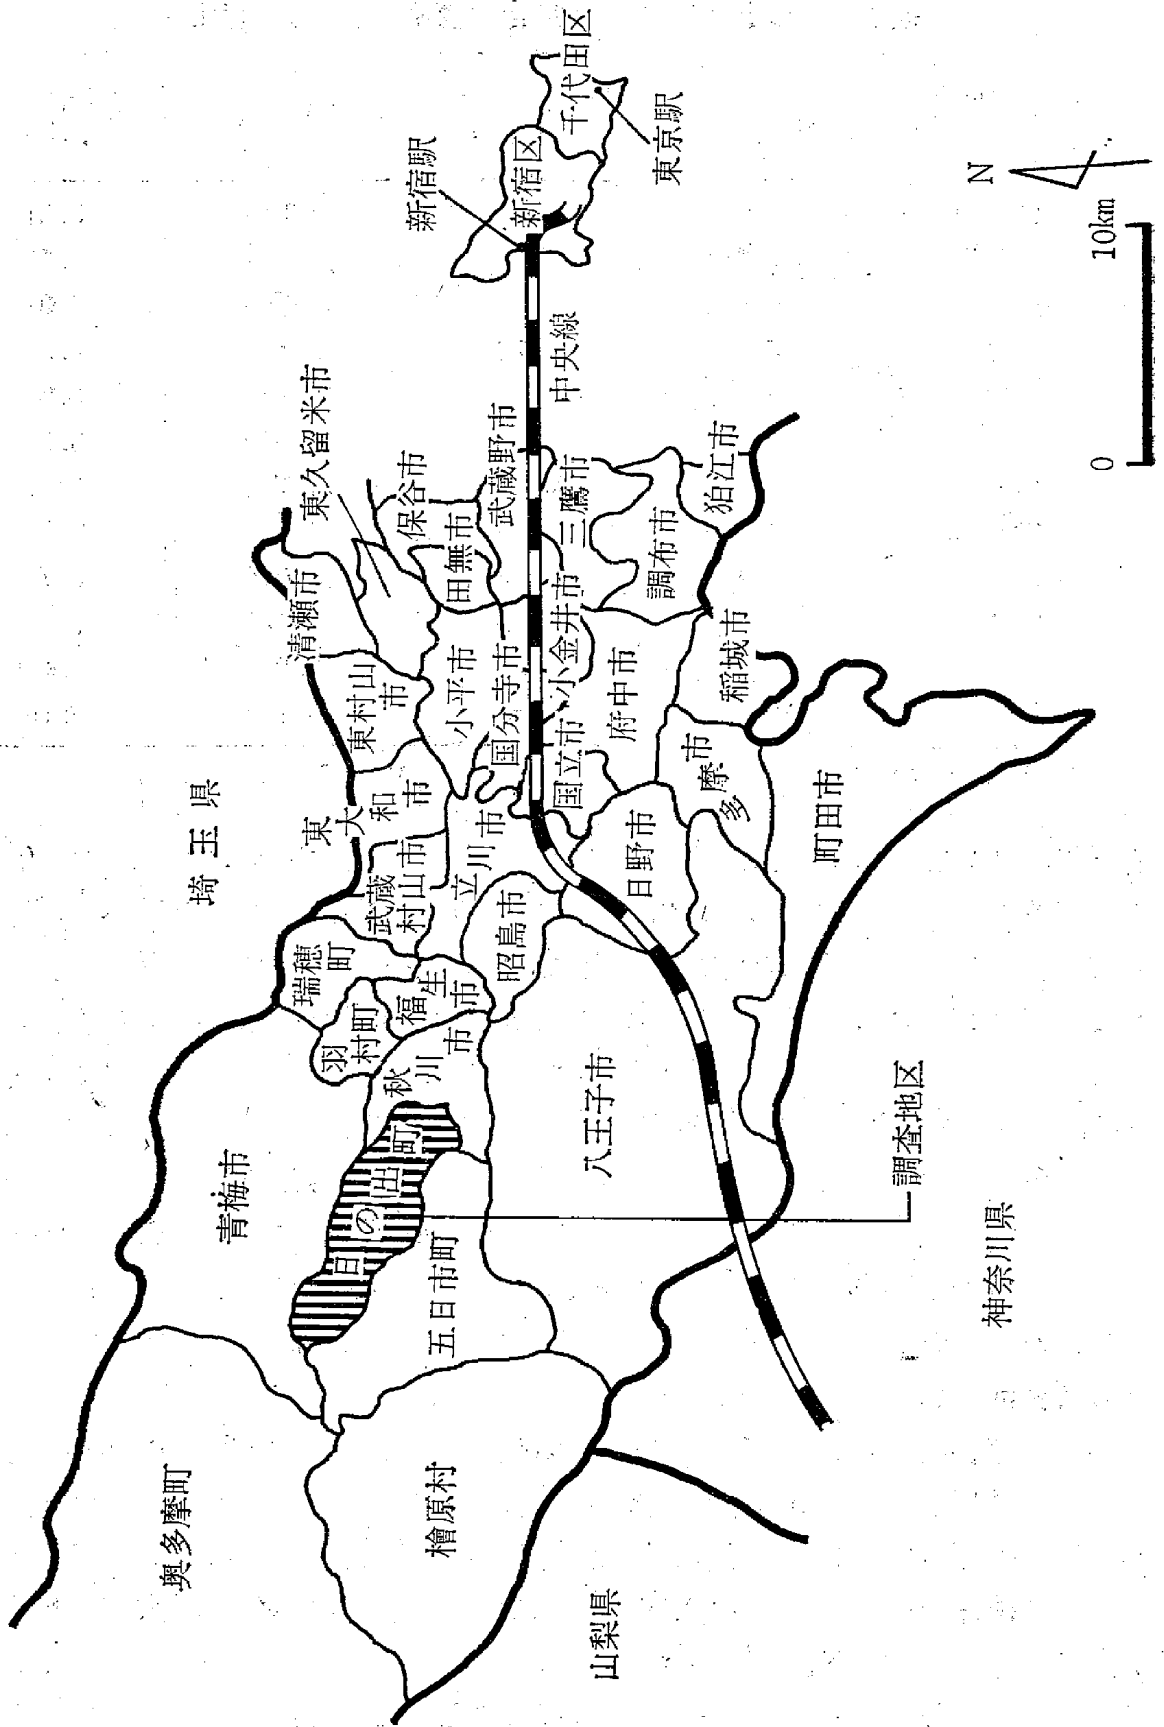 埼玉県
奥多摩町
青梅市
瑞穂町
羽村町
武蔵村山市
東大和市
東村山市
清瀬市
東久留米市
保谷市
田無市
小平市
国分寺市
武蔵野市
新宿駅
新宿区
千代田区
東京駅
中央線
檜原村
五日市町
日の出町
秋川市
福生市
昭島市
立川市
国立市
小金井市
三鷹市
府中市
調布市
狛江市
日野市
八王子市
多摩市
稲城市
町田市
調査地区
山梨県
神奈川県
N
0
10km